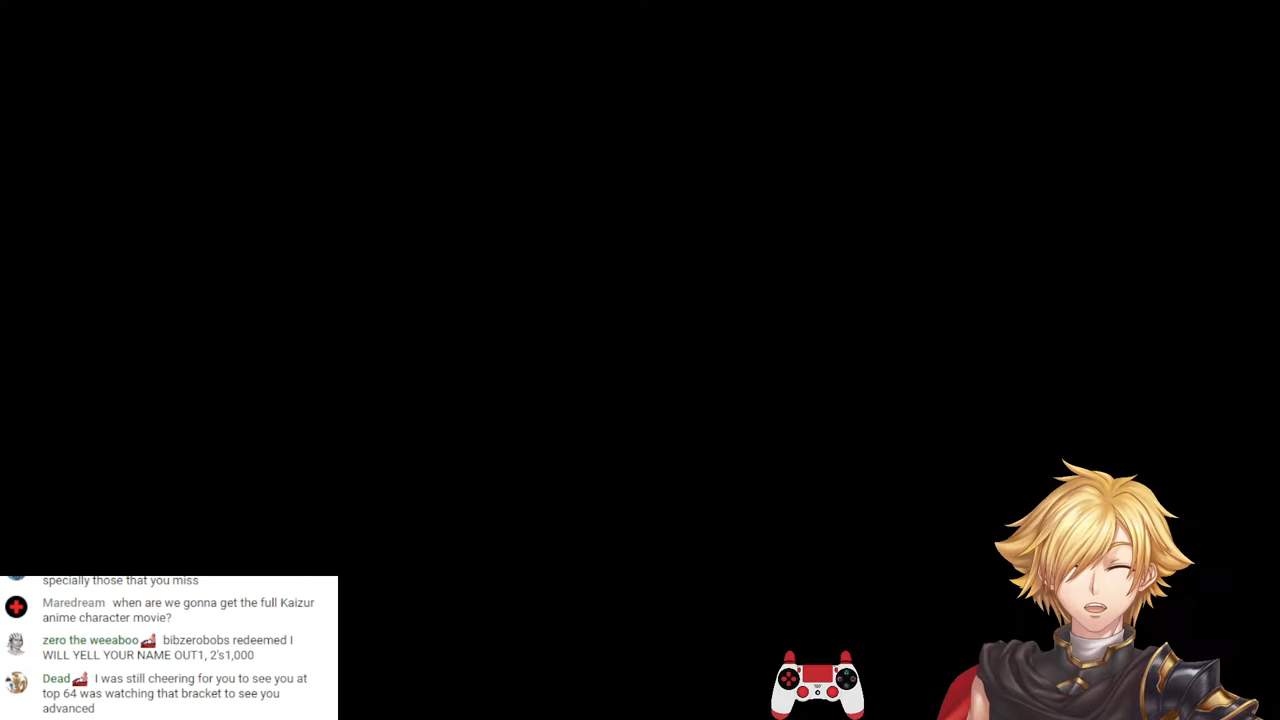 specially those that you miss
Maredream when are we gonna get the full Kaizur
anime character movie?
zero the weeaboo bibzerobobs redeemed I
WILL YELL YOUR NAME OUT1, 2's1,000
Dead I was still cheering for you to see you at
top 64 was watching that bracket to see you
advanced